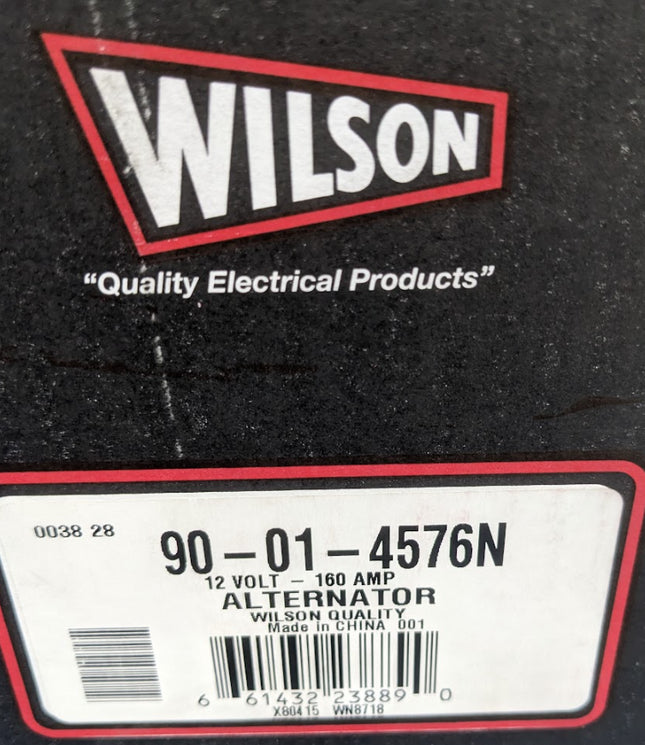 WILSON
“Quality Electrical Products”
0038 28
90-01-4576N
12 VOLT - 160 AMP
ALTERNATOR
WILSON QUALITY
Made in CHINA 001
6 61432 23889 0
X80415 WN8718